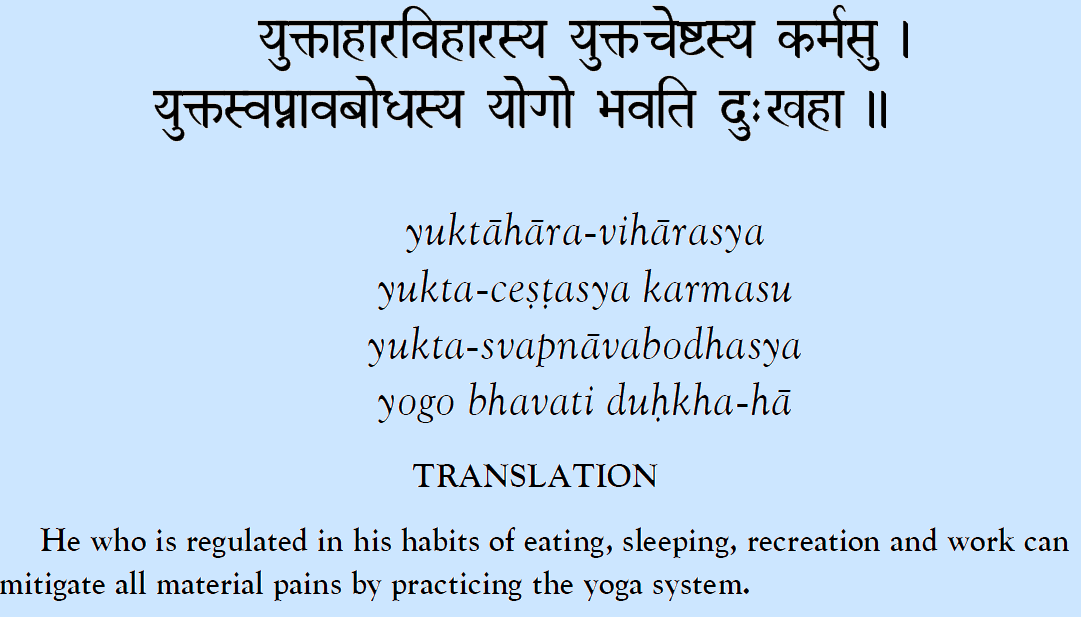 युक्ताहारविहारस्य युक्तचेष्टस्य कर्मसु ।
युक्तस्वप्नावबोधस्य योगो भवति दुःखहा ॥
yuktāhāra-vihārasya
yukta-ceṣṭasya karmasu
yukta-svapnāvabodhasya
yogo bhavati duḥkha-hā
TRANSLATION
He who is regulated in his habits of eating, sleeping, recreation and work can
mitigate all material pains by practicing the yoga system.